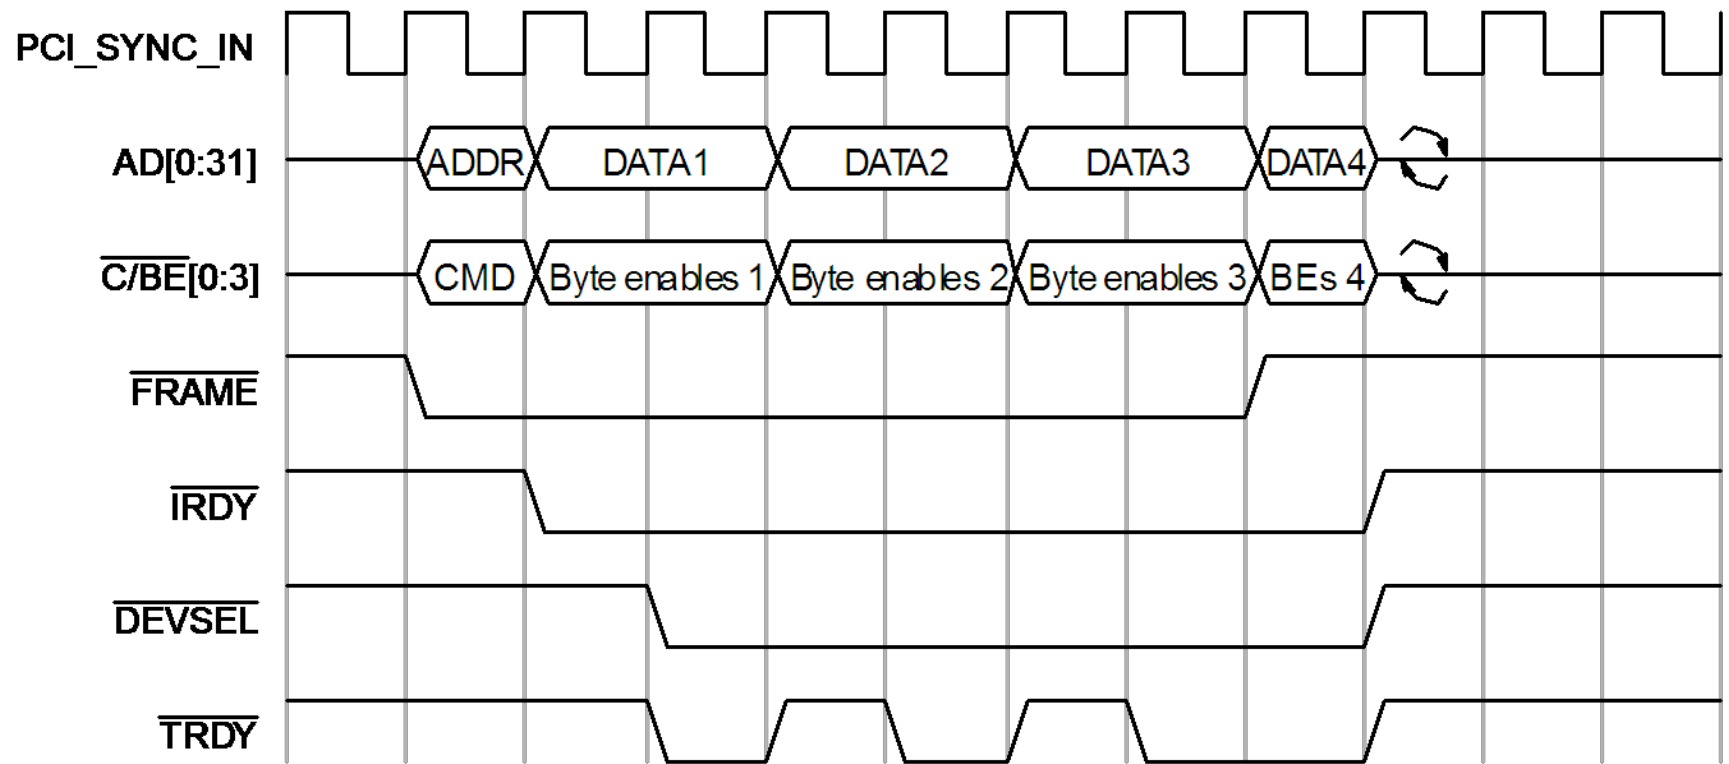 PCI_SYNC_IN
AD[0:31] ADDR DATA1 DATA2 DATA3 DATA4
C/BE[0:3] CMD Byte enables 1 Byte enables 2 Byte enables 3 BEs 4
FRAME
IRDY
DEVSEL
TRDY